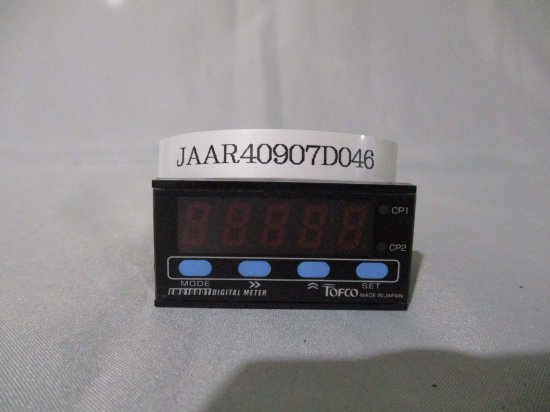 JAAR40907D046
CP1
CP2
MODE
SET
DIGITAL METER
TOFCO
MADE IN JAPAN